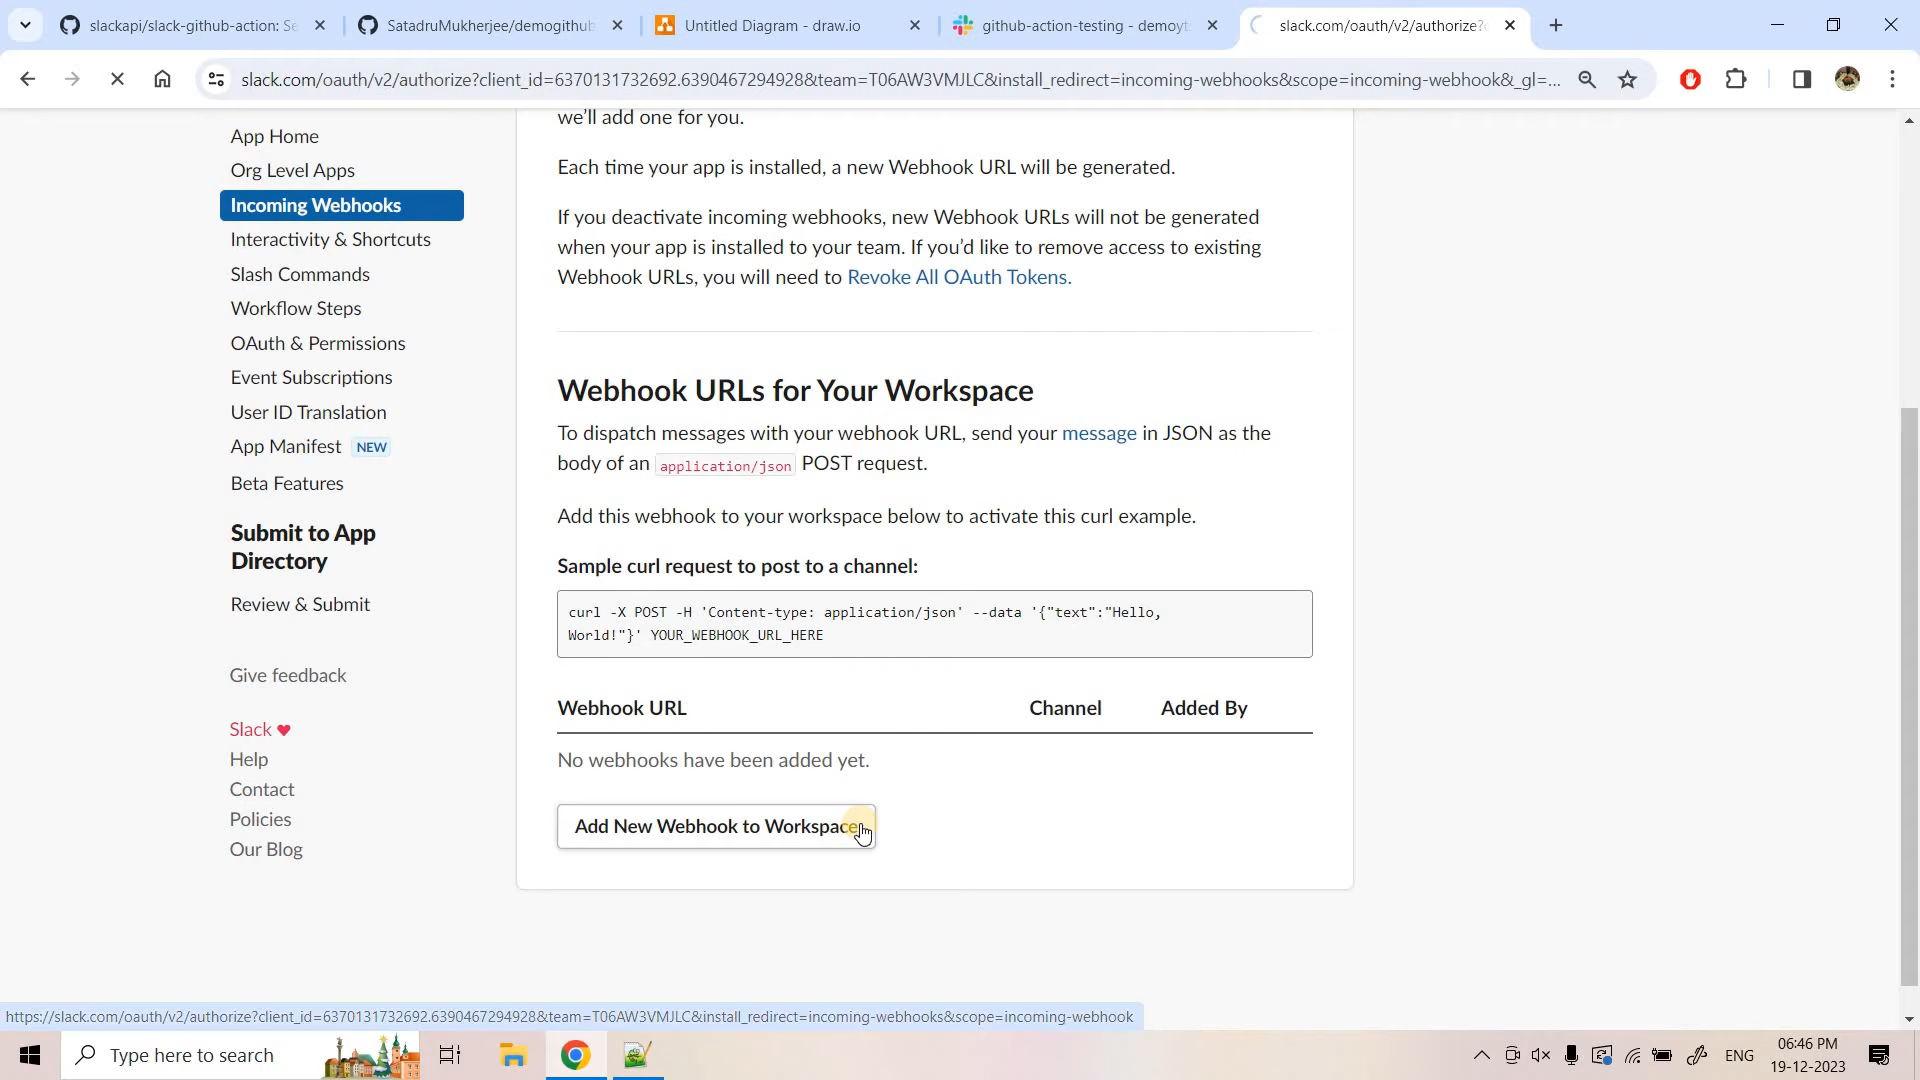 slackapi/slack-github-action: Se
SatadruMukherjee/demogithub
Untitled Diagram - draw.io
github-action-testing - demoyt
slack.com/oauth/v2/authorize?c
slack.com/oauth/v2/authorize?client_id=6370131732692.6390467294928&team=T06AW3VMJLC&install_redirect=incoming-webhooks&scope=incoming-webhook&_gl=...
App Home
Org Level Apps
Incoming Webhooks
Interactivity & Shortcuts
Slash Commands
Workflow Steps
OAuth & Permissions
Event Subscriptions
User ID Translation
App Manifest NEW
Beta Features
Submit to App
Directory
Review & Submit
Give feedback
Slack
Help
Contact
Policies
Our Blog
we'll add one for you.
Each time your app is installed, a new Webhook URL will be generated.
If you deactivate incoming webhooks, new Webhook URLs will not be generated
when your app is installed to your team. If you'd like to remove access to existing
Webhook URLs, you will need to Revoke All OAuth Tokens.
Webhook URLs for Your Workspace
To dispatch messages with your webhook URL, send your message in JSON as the
body of an application/json POST request.
Add this webhook to your workspace below to activate this curl example.
Sample curl request to post to a channel:
curl -X POST -H 'Content-type: application/json' --data '{"text":"Hello,
World!"}' YOUR_WEBHOOK_URL_HERE
Webhook URL Channel Added By
No webhooks have been added yet.
Add New Webhook to Workspace
https://slack.com/oauth/v2/authorize?client_id=6370131732692.6390467294928&team=T06AW3VMJLC&install_redirect=incoming-webhooks&scope=incoming-webhook
Type here to search
ENG
06:46 PM
19-12-2023